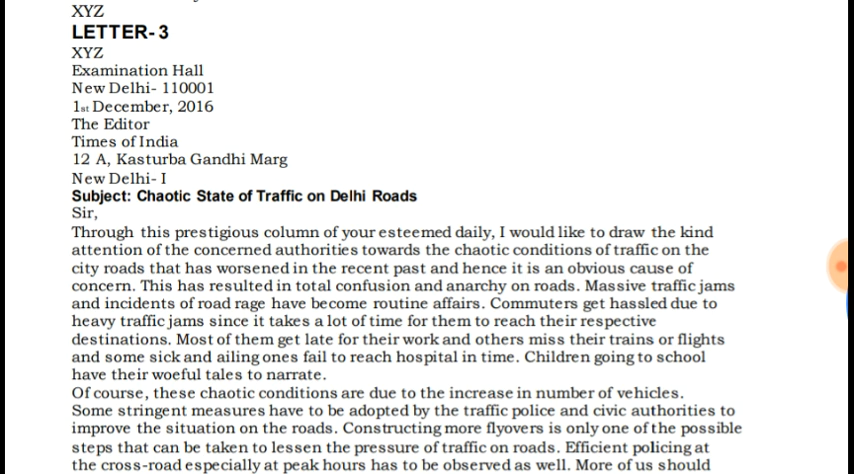 XYZ
LETTER- 3
XYZ
Examination Hall
New Delhi- 110001
1st December, 2016
The Editor
Times of India
12 A, Kasturba Gandhi Marg
New Delhi- I
Subject: Chaotic State of Traffic on Delhi Roads
Sir,
Through this prestigious column of your esteemed daily, I would like to draw the kind
attention of the concerned authorities towards the chaotic conditions of traffic on the
city roads that has worsened in the recent past and hence it is an obvious cause of
concern. This has resulted in total confusion and anarchy on roads. Massive traffic jams
and incidents of road rage have become routine affairs. Commuters get hassled due to
heavy traffic jams since it takes a lot of time for them to reach their respective
destinations. Most of them get late for their work and others miss their trains or flights
and some sick and ailing ones fail to reach hospital in time. Children going to school
have their woeful tales to narrate.
Of course, these chaotic conditions are due to the increase in number of vehicles.
Some stringent measures have to be adopted by the traffic police and civic authorities to
improve the situation on the roads. Constructing more flyovers is only one of the possible
steps that can be taken to lessen the pressure of traffic on roads. Efficient policing at
the cross-road especially at peak hours has to be observed as well. More of us should